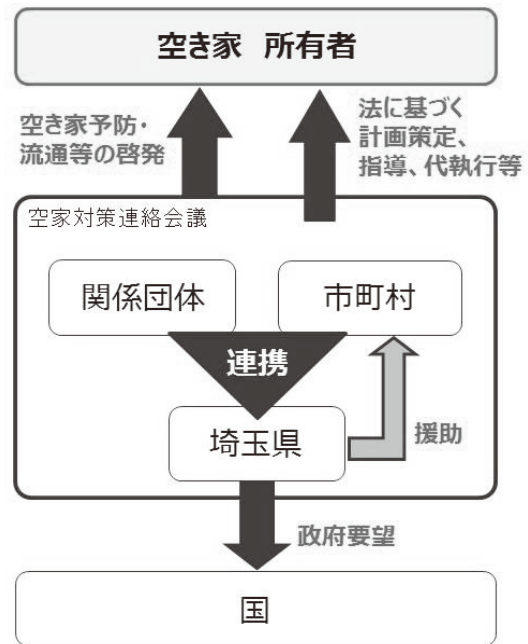 空き家 所有者
空き家予防・
流通等の啓発
法に基づく
計画策定、
指導、代執行等
空家対策連絡会議
関係団体
市町村
連携
埼玉県
援助
政府要望
国